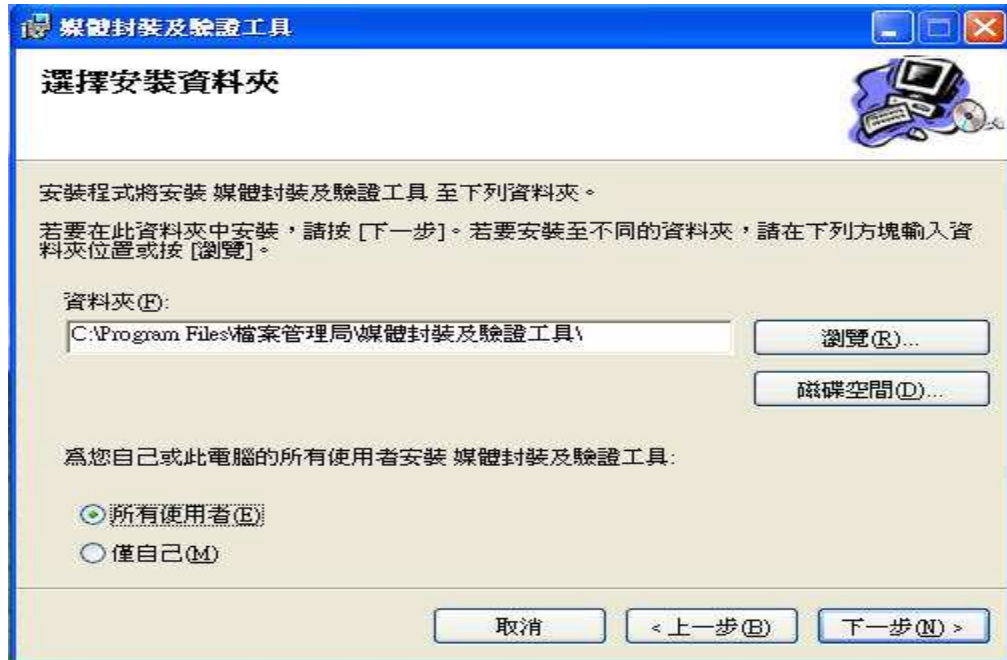 媒體封裝及驗證工具
選擇安裝資料夾
安裝程式將安裝 媒體封裝及驗證工具 至下列資料夾。
若要在此資料夾中安裝，請按 [下一步]。若要安裝至不同的資料夾，請在下列方塊輸入資
料夾位置或按 [瀏覽]。
資料夾(F):
C:\Program Files\檔案管理局\媒體封裝及驗證工具\
瀏覽(R)...
磁碟空間(D)...
為您自己或此電腦的所有使用者安裝 媒體封裝及驗證工具:
所有使用者(E)
僅自己(M)
取消
<上一步(B)
下一步(N) >